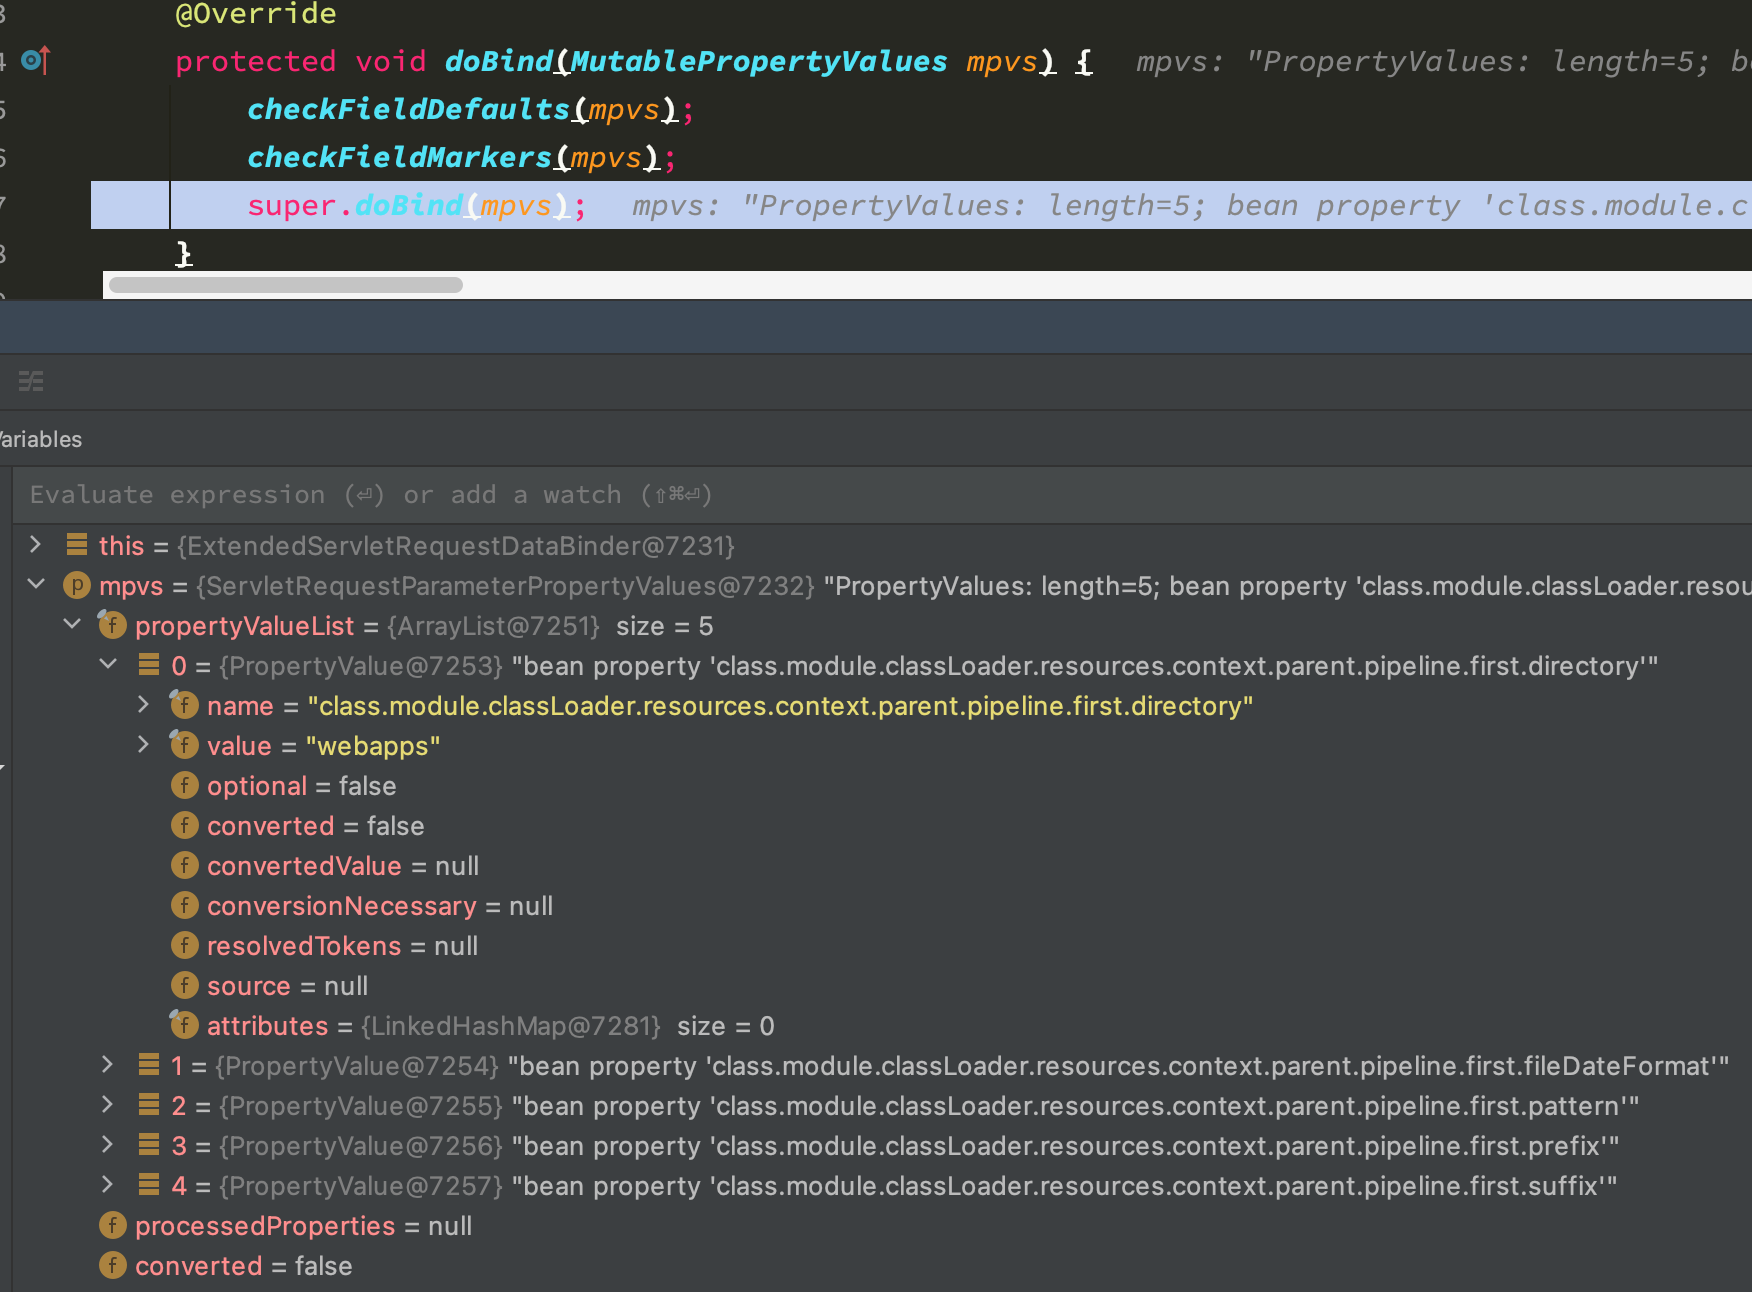 @Override
protected void doBind(MutablePropertyValues mpvs) {   mpvs: "PropertyValues: length=5;
checkFieldDefaults(mpvs);
checkFieldMarkers(mpvs);
super.doBind(mpvs);   mpvs: "PropertyValues: length=5; bean property 'class.module.c
}
Variables
Evaluate expression (⏎) or add a watch (⇧⌘⏎)
this = {ExtendedServletRequestDataBinder@7231}
mpvs = {ServletRequestParameterPropertyValues@7232} "PropertyValues: length=5; bean property 'class.module.classLoader.resou
propertyValueList = {ArrayList@7251}  size = 5
0 = {PropertyValue@7253} "bean property 'class.module.classLoader.resources.context.parent.pipeline.first.directory'"
name = "class.module.classLoader.resources.context.parent.pipeline.first.directory"
value = "webapps"
optional = false
converted = false
convertedValue = null
conversionNecessary = null
resolvedTokens = null
source = null
attributes = {LinkedHashMap@7281}  size = 0
1 = {PropertyValue@7254} "bean property 'class.module.classLoader.resources.context.parent.pipeline.first.fileDateFormat'"
2 = {PropertyValue@7255} "bean property 'class.module.classLoader.resources.context.parent.pipeline.first.pattern'"
3 = {PropertyValue@7256} "bean property 'class.module.classLoader.resources.context.parent.pipeline.first.prefix'"
4 = {PropertyValue@7257} "bean property 'class.module.classLoader.resources.context.parent.pipeline.first.suffix'"
processedProperties = null
converted = false